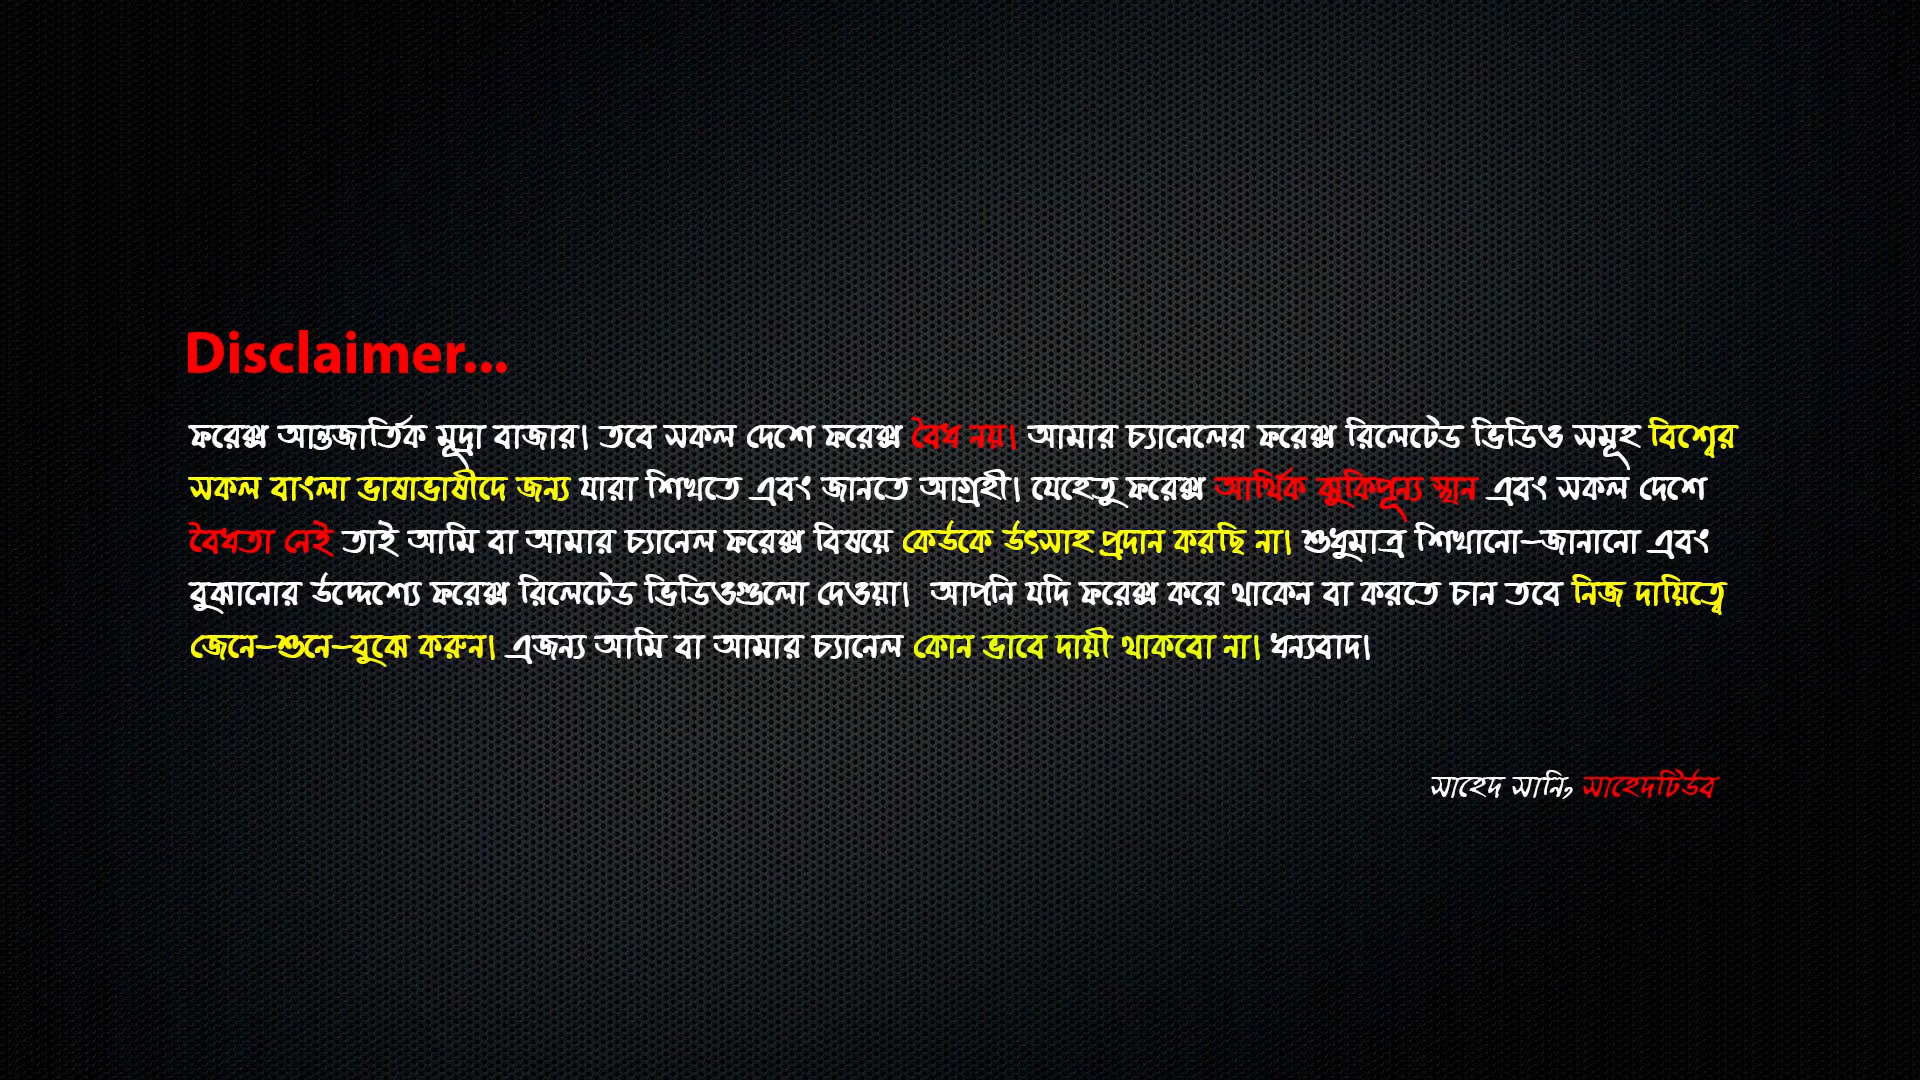 Disclaimer...
ফরেক্স আন্তজার্তিক মূদ্রা বাজার। তবে সকল দেশে ফরেক্স বৈধ নয়। আমার চ্যানেলের ফরেক্স রিলেটেড ভিডিও সমূহ বিশ্বের
সকল বাংলা ভাষাভাষীদে জন্য যারা শিখতে এবং জানতে আগ্রহী। যেহেতু ফরেক্স আর্থিক ঝুকিপূন্য স্থান এবং সকল দেশে
বৈধতা নেই তাই আমি বা আমার চ্যানেল ফরেক্স বিষয়ে কেউকে উৎসাহ প্রদান করছি না। শুধুমাত্র শিখানো-জানানো এবং
বুঝানোর উদ্দেশ্যে ফরেক্স রিলেটেড ভিডিওগুলো দেওয়া। আপনি যদি ফরেক্স করে থাকেন বা করতে চান তবে নিজ দায়িত্বে
জেনে-শুনে-বুঝে করুন। এজন্য আমি বা আমার চ্যানেল কোন ভাবে দায়ী থাকবো না। ধন্যবাদ।
সাহেদ সানি, সাহেদটিউব